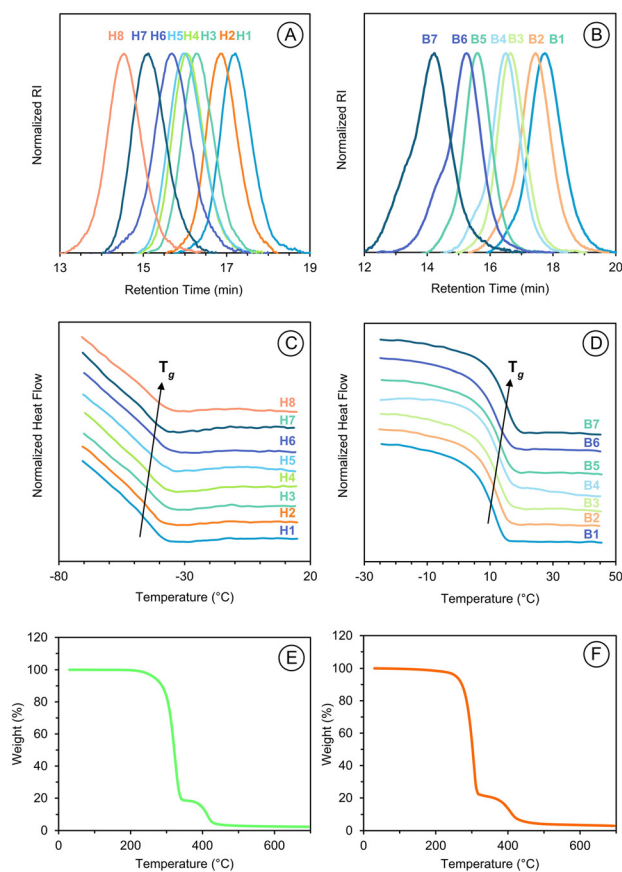 A
H8 H7 H6 H5 H4 H3 H2 H1
Normalized RI
13 15 17 19
Retention Time (min)
B
B7 B6 B5 B4 B3 B2 B1
Normalized RI
12 14 16 18 20
Retention Time (min)
C
Tg
H8
H7
H6
H5
H4
H3
H2
H1
Normalized Heat Flow
-80 -30 20
Temperature (°C)
D
Tg
B7
B6
B5
B4
B3
B2
B1
Normalized Heat Flow
-30 -10 10 30 50
Temperature (°C)
E
120
100
80
60
40
20
0
Weight (%)
0 200 400 600
Temperature (°C)
F
120
100
80
60
40
20
0
Weight (%)
0 200 400 600
Temperature (°C)